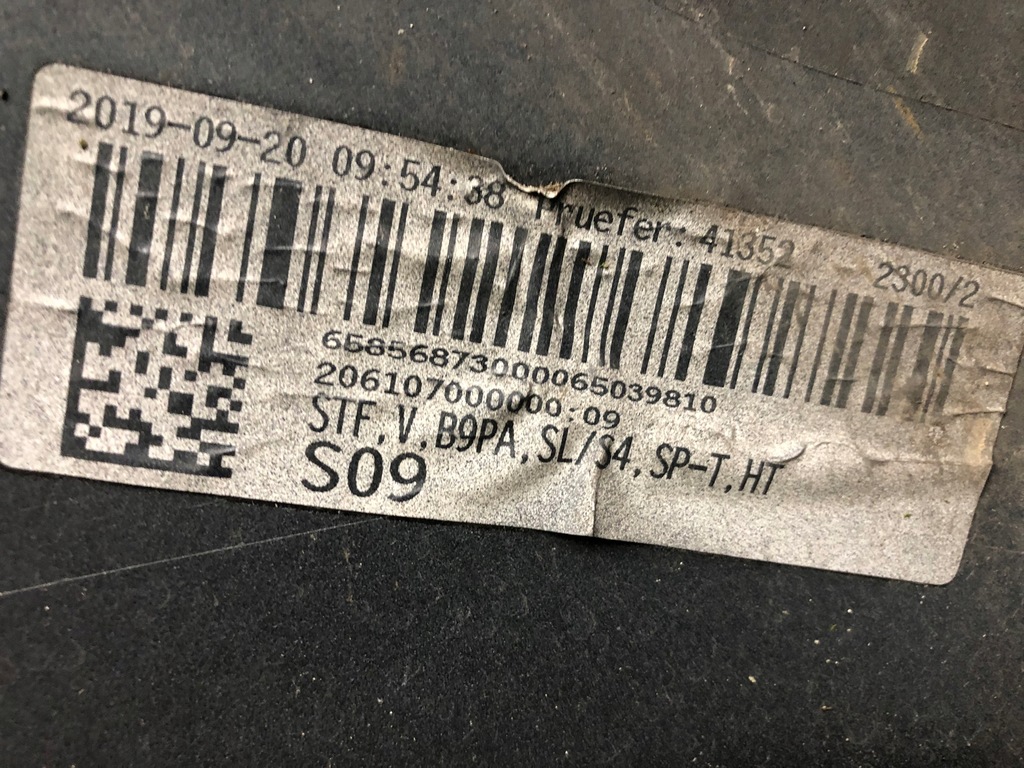 2019-09-20 09:54:38 Pruefer: 41352 2300/2
65856873000065039810
206107000000:09
STF,V,B9PA,SL/S4,SP-T,HT
S09